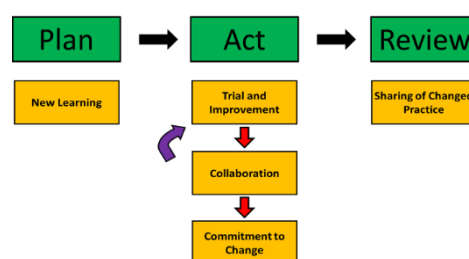 Plan
Act
Review
New Learning
Trial and
Improvement
Sharing of Changed
Practice
Collaboration
Commitment to
Change